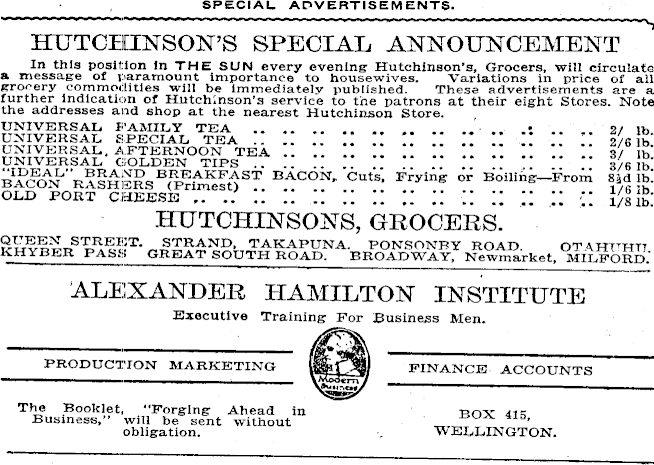 SPECIAL ADVERTISEMENTS.
HUTCHINSON'S SPECIAL ANNOUNCEMENT
In this position in THE SUN every evening Hutchinson's, Grocers, will circulate
a message of paramount importance to housewives. Variations in price of all
grocery commodities will be immediately published. These advertisements are a
further indication of Hutchinson's service to the patrons at their eight Stores. Note
the addresses and shop at the nearest Hutchinson Store.
UNIVERSAL FAMILY TEA .. .. .. .. .. .. .. .. .. .. .. .. .. 2/ lb.
UNIVERSAL SPECIAL TEA .. .. .. .. .. .. .. .. .. .. .. .. .. 2/6 lb.
UNIVERSAL AFTERNOON TEA .. .. .. .. .. .. .. .. .. .. .. .. 3/ lb.
UNIVERSAL GOLDEN TIPS .. .. .. .. .. .. .. .. .. .. .. .. .. 3/6 lb.
"IDEAL" BRAND BREAKFAST BACON, Cuts, Frying or Boiling—From 8½d lb.
BACON RASHERS (Primest) .. .. .. .. .. .. .. .. .. .. .. .. 1/6 lb.
OLD PORT CHEESE .. .. .. .. .. .. .. .. .. .. .. .. .. .. 1/8 lb.
HUTCHINSONS, GROCERS.
QUEEN STREET. STRAND, TAKAPUNA. PONSONBY ROAD. OTAHUHU.
KHYBER PASS GREAT SOUTH ROAD. BROADWAY, Newmarket, MILFORD.
ALEXANDER HAMILTON INSTITUTE
Executive Training For Business Men.
PRODUCTION MARKETING
Modern
Business
FINANCE ACCOUNTS
The Booklet, "Forging Ahead in
Business," will be sent without
obligation.
BOX 415,
WELLINGTON.